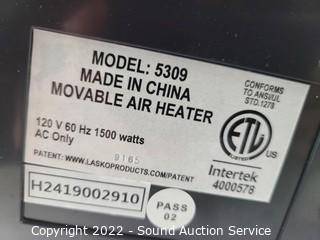 MODEL: 5309
MADE IN CHINA
MOVABLE AIR HEATER
120 V 60 Hz 1500 watts
AC Only
9165
PATENT: WWW.LASKOPRODUCTS.COM/PATENT
H2419002910
PASS
02
CONFORMS
TO ANSI/UL
STD.1278
ETL
LISTED
US
Intertek
4000578
Copyright 2022 - Sound Auction Service